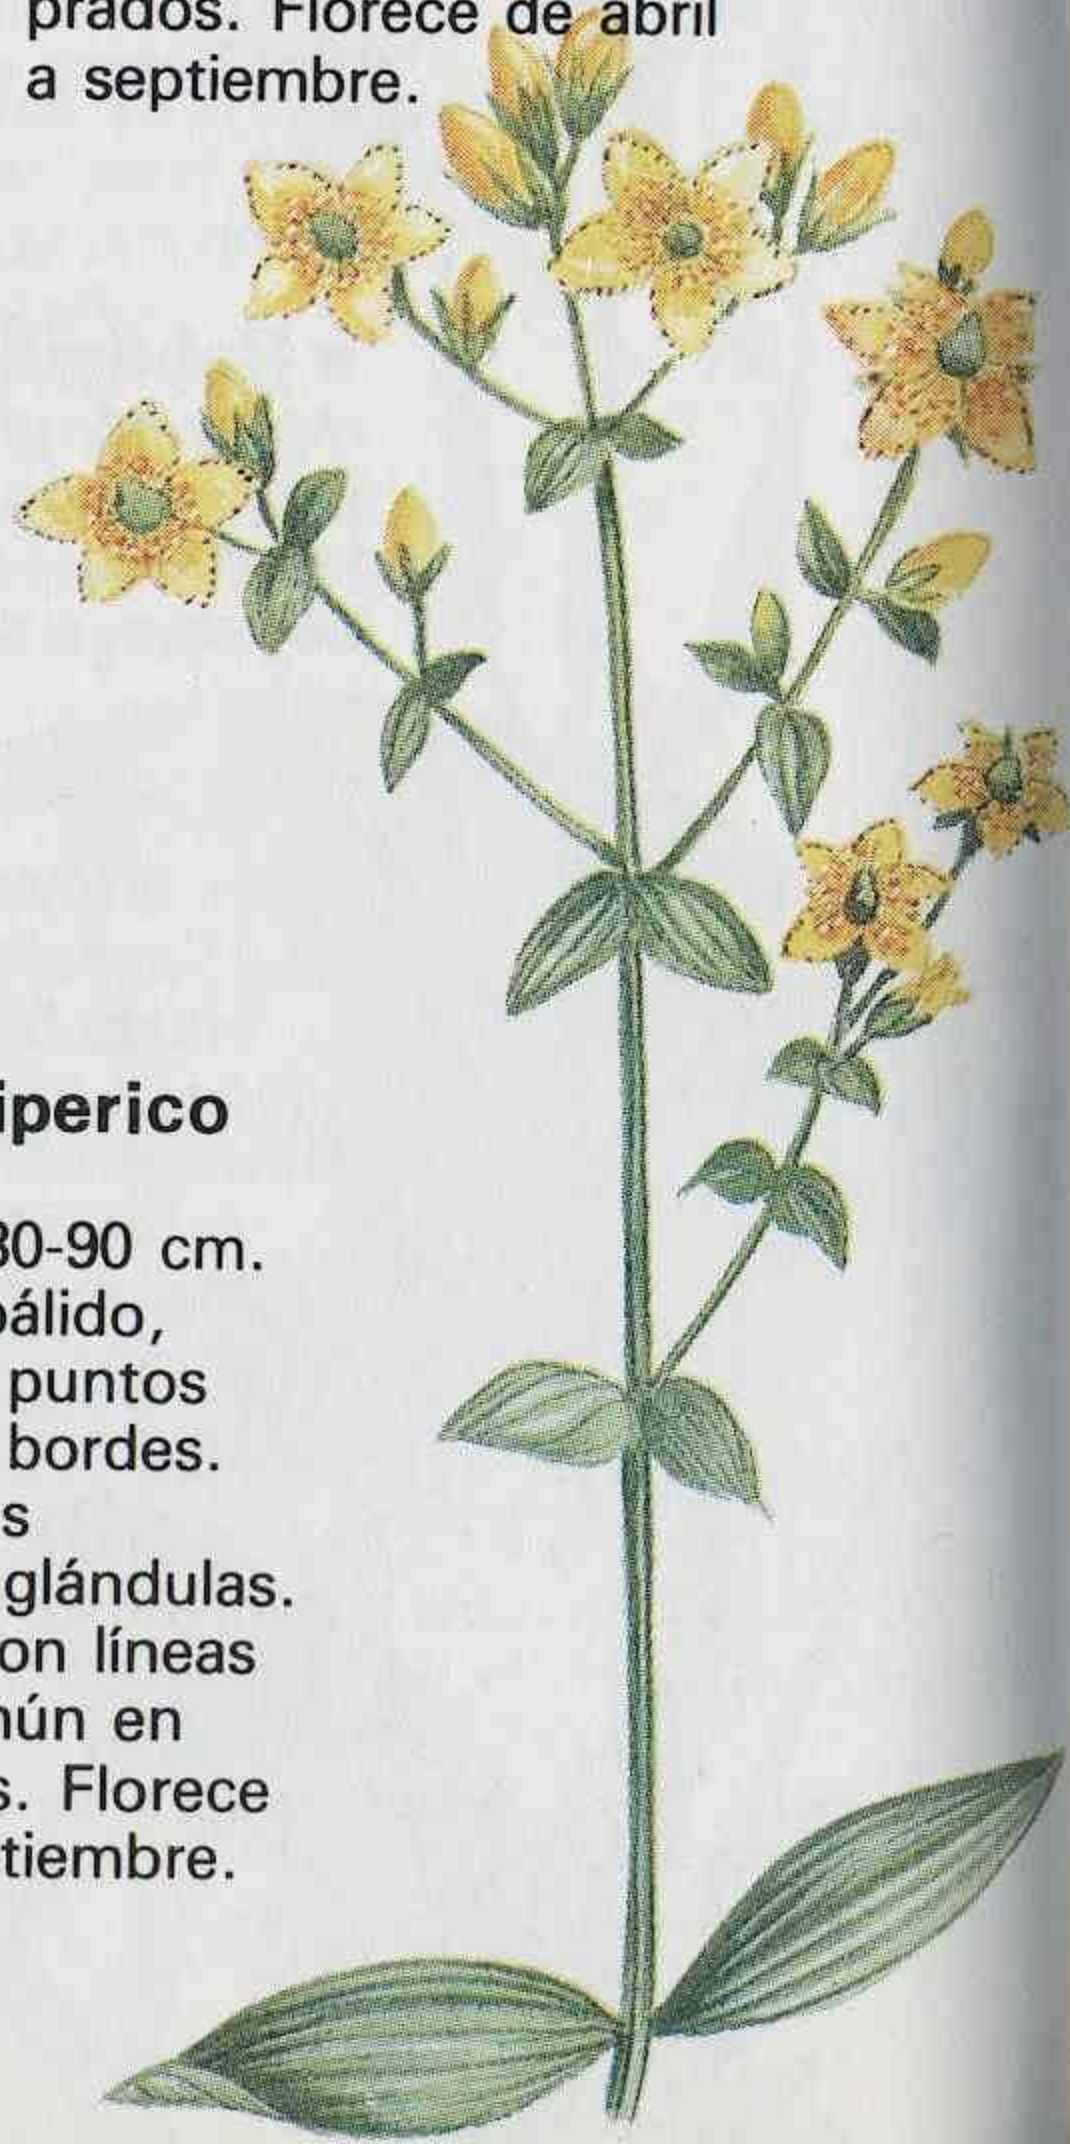 prados. Florece de abril
a septiembre.
iperico
30-90 cm.
pálido,
puntos
bordes.
s
glándulas.
on líneas
mún en
s. Florece
tiembre.